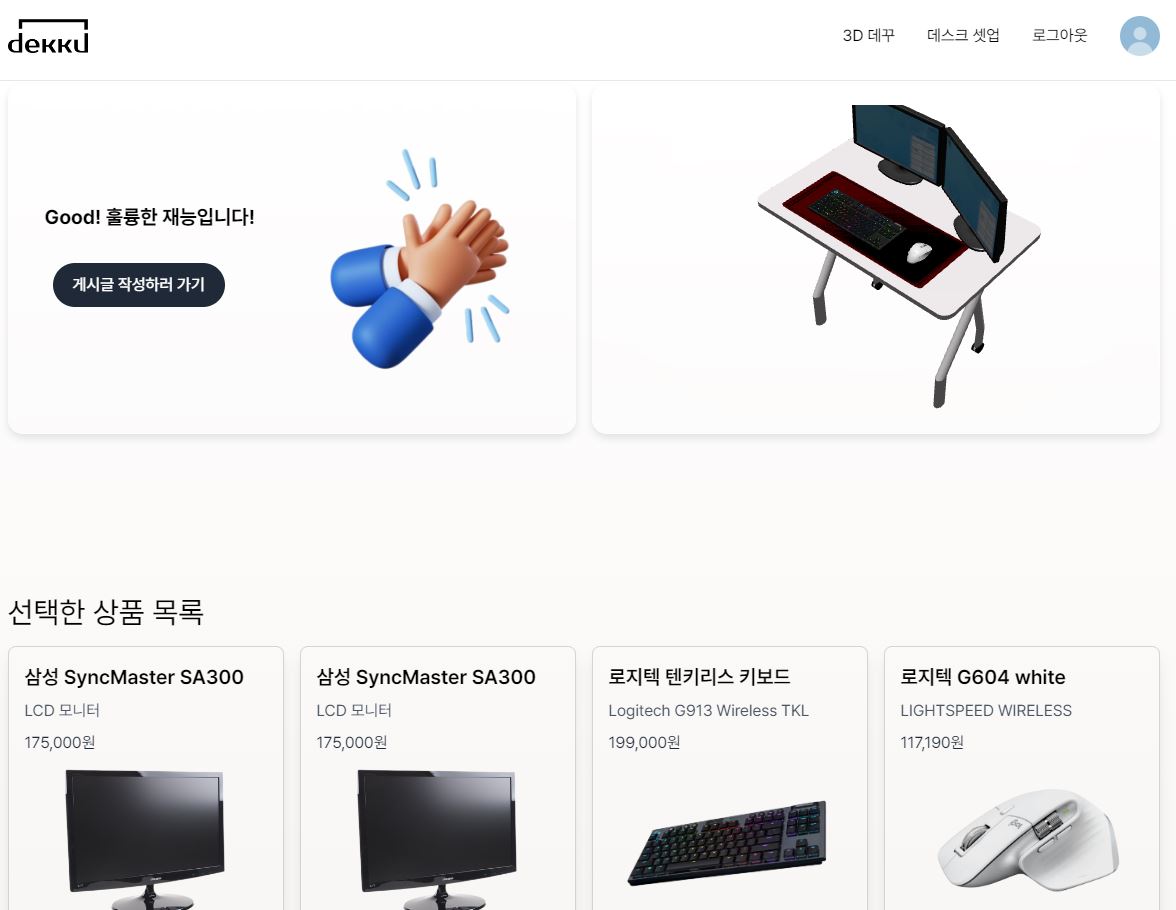 dekku
3D 데꾸
데스크 셋업
로그아웃
Good! 훌륭한 재능입니다!
게시글 작성하러 가기
선택한 상품 목록
삼성 SyncMaster SA300
LCD 모니터
175,000원
삼성 SyncMaster SA300
LCD 모니터
175,000원
로지텍 텐키리스 키보드
Logitech G913 Wireless TKL
199,000원
로지텍 G604 white
LIGHTSPEED WIRELESS
117,190원